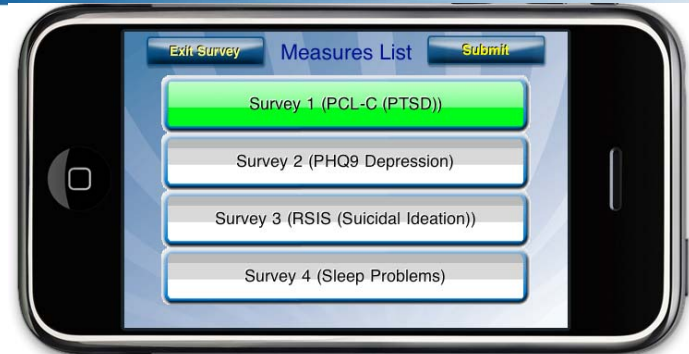 Exit Survey Measures List Submit
Survey 1 (PCL-C (PTSD))
Survey 2 (PHQ9 Depression)
Survey 3 (RSIS (Suicidal Ideation))
Survey 4 (Sleep Problems)